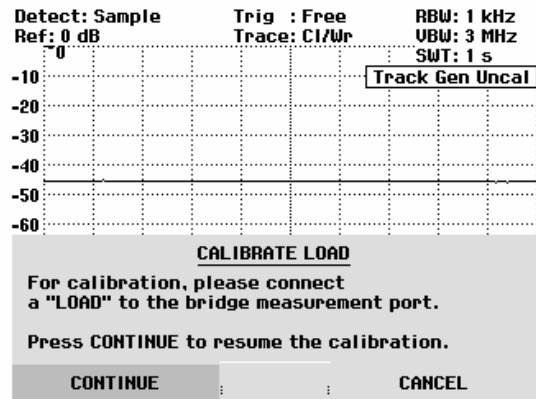 Detect: Sample Trig : Free RBW: 1 kHz
Ref: 0 dB Trace: Cl/Wr VBW: 3 MHz
0 SWT: 1 s
-10 Track Gen Uncal
-20
-30
-40
-50
-60
CALIBRATE LOAD
For calibration, please connect
a "LOAD" to the bridge measurement port.
Press CONTINUE to resume the calibration.
CONTINUE CANCEL